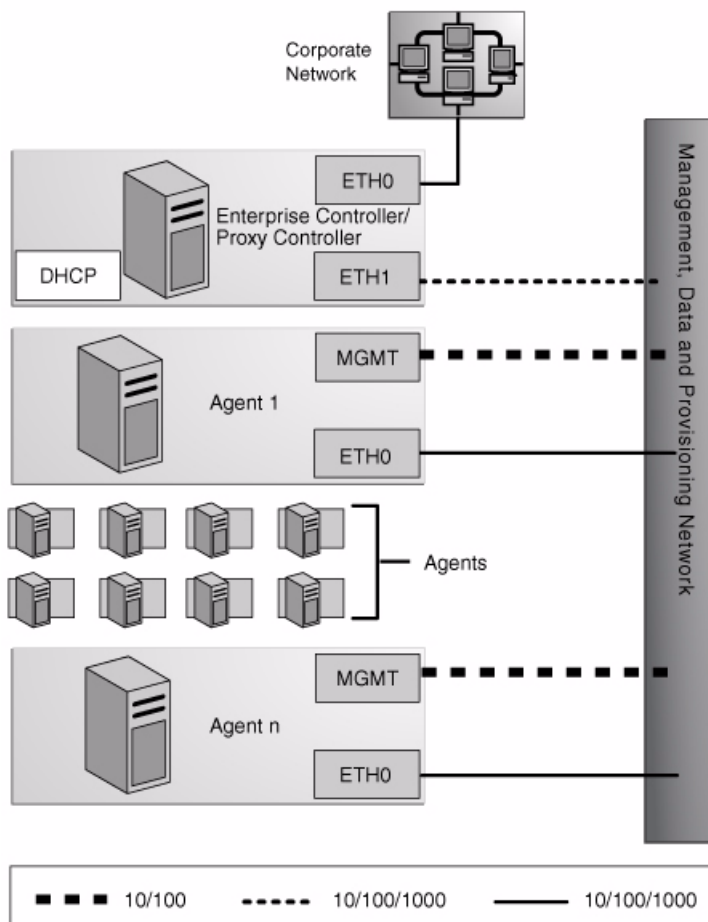 Corporate
Network
ETH0
Enterprise Controller/
Proxy Controller
DHCP
ETH1
MGMT
Agent 1
ETH0
Agents
MGMT
Agent n
ETH0
Management, Data and Provisioning Network
10/100
10/100/1000
10/100/1000